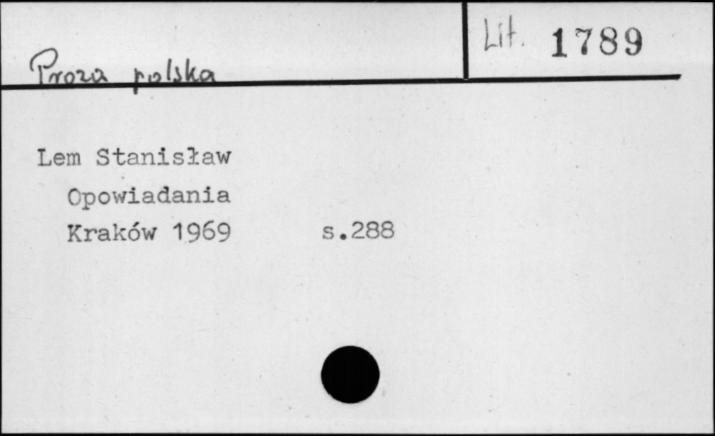 Proza polska
Lit. 1789
Lem Stanisław
Opowiadania
Kraków 1969 s.288